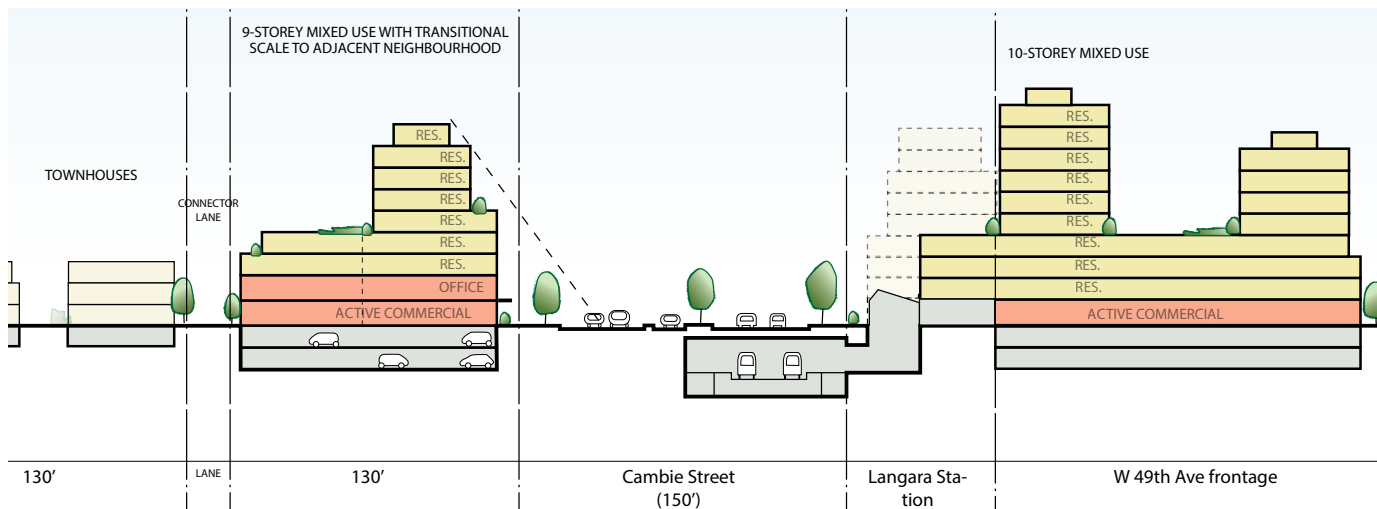 9-STOREY MIXED USE WITH TRANSITIONAL
SCALE TO ADJACENT NEIGHBOURHOOD
10-STOREY MIXED USE
TOWNHOUSES
CONNECTOR
LANE
RES.
RES.
RES.
RES.
RES.
RES.
RES.
OFFICE
ACTIVE COMMERCIAL
RES.
RES.
RES.
RES.
RES.
RES.
RES.
RES.
RES.
ACTIVE COMMERCIAL
130'
LANE
130'
Cambie Street
(150')
Langara Sta-
tion
W 49th Ave frontage